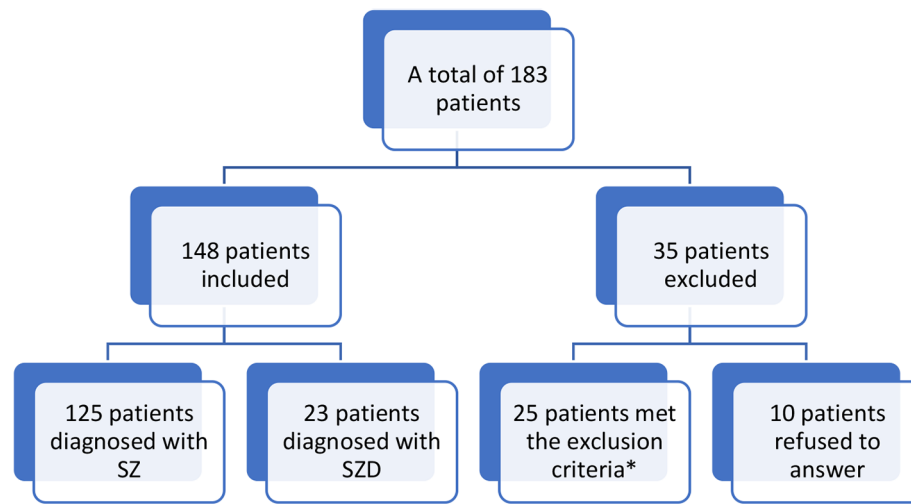 A total of 183
patients
148 patients
included
35 patients
excluded
125 patients
diagnosed with
SZ
23 patients
diagnosed with
SZD
25 patients met
the exclusion
criteria*
10 patients
refused to
answer